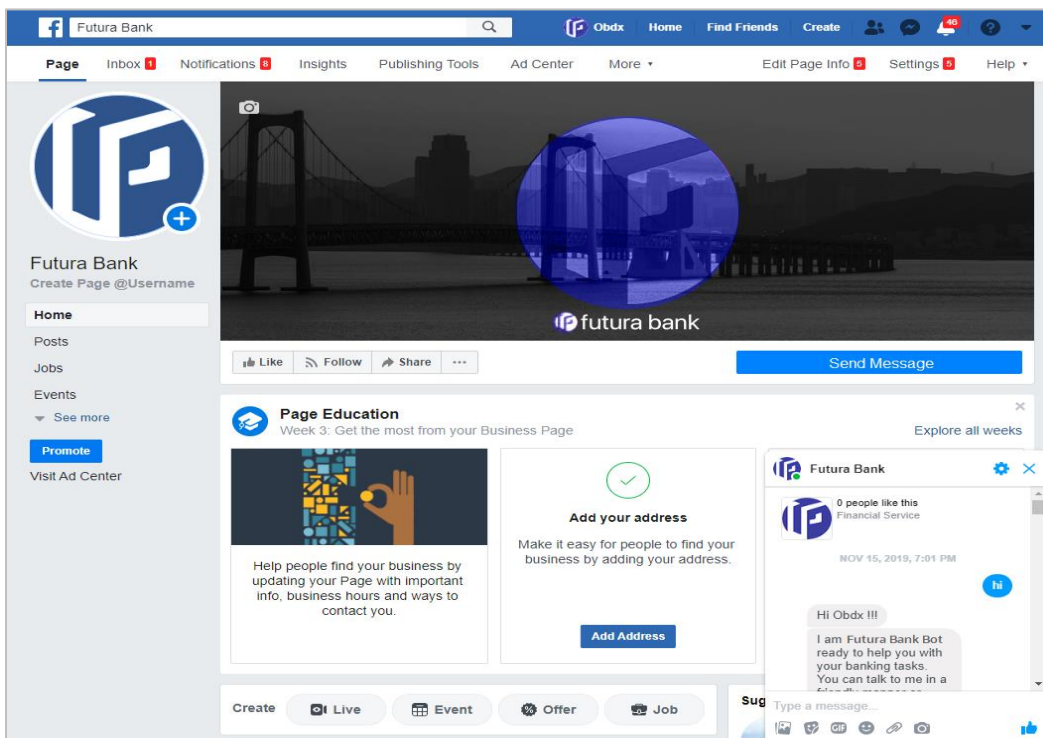 Futura Bank
Obdx Home Find Friends Create 46
Page Inbox 1 Notifications 8 Insights Publishing Tools Ad Center More Edit Page Info 5 Settings 5 Help
futura bank
Futura Bank
Create Page @Username
Home
Posts
Jobs
Events
See more
Promote
Visit Ad Center
Like Follow Share ...
Send Message
Page Education
Week 3: Get the most from your Business Page
Explore all weeks
Help people find your business by
updating your Page with important
info, business hours and ways to
contact you.
Add your address
Make it easy for people to find your
business by adding your address.
Add Address
Create Live Event Offer Job
Sug
Futura Bank
0 people like this
Financial Service
NOV 15, 2019, 7:01 PM
hi
Hi Obdx !!!
I am Futura Bank Bot
ready to help you with
your banking tasks.
You can talk to me in a
Type a message...
GIF